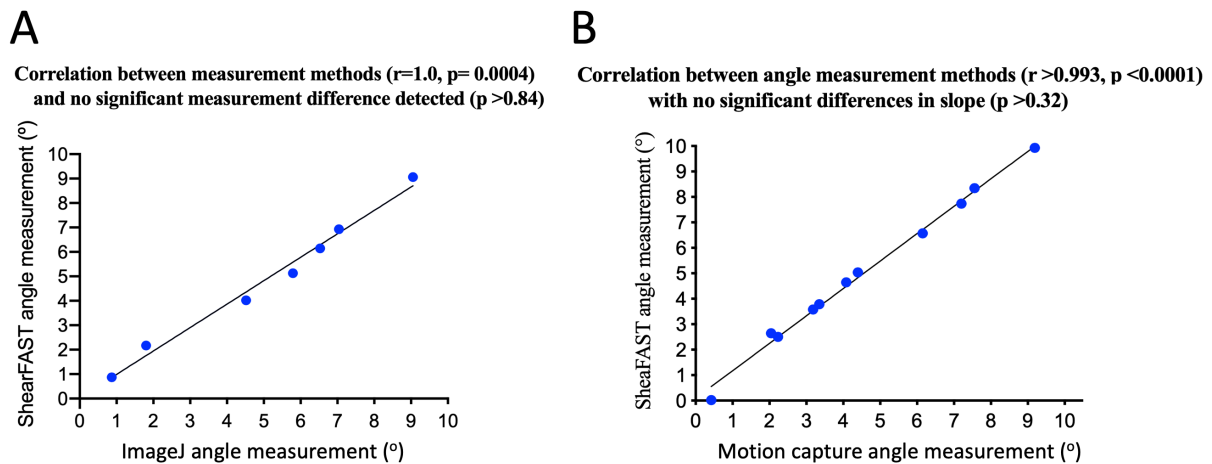 A
Correlation between measurement methods (r=1.0, p= 0.0004)
and no significant measurement difference detected (p >0.84)
ShearFAST angle measurement (º)
10
9
8
7
6
5
4
3
2
1
0
0 1 2 3 4 5 6 7 8 9 10
ImageJ angle measurement (º)
B
Correlation between angle measurement methods (r >0.993, p <0.0001)
with no significant differences in slope (p >0.32)
SheaFAST angle measurement (°)
10
9
8
7
6
5
4
3
2
1
0
0 1 2 3 4 5 6 7 8 9 10
Motion capture angle measurement (º)